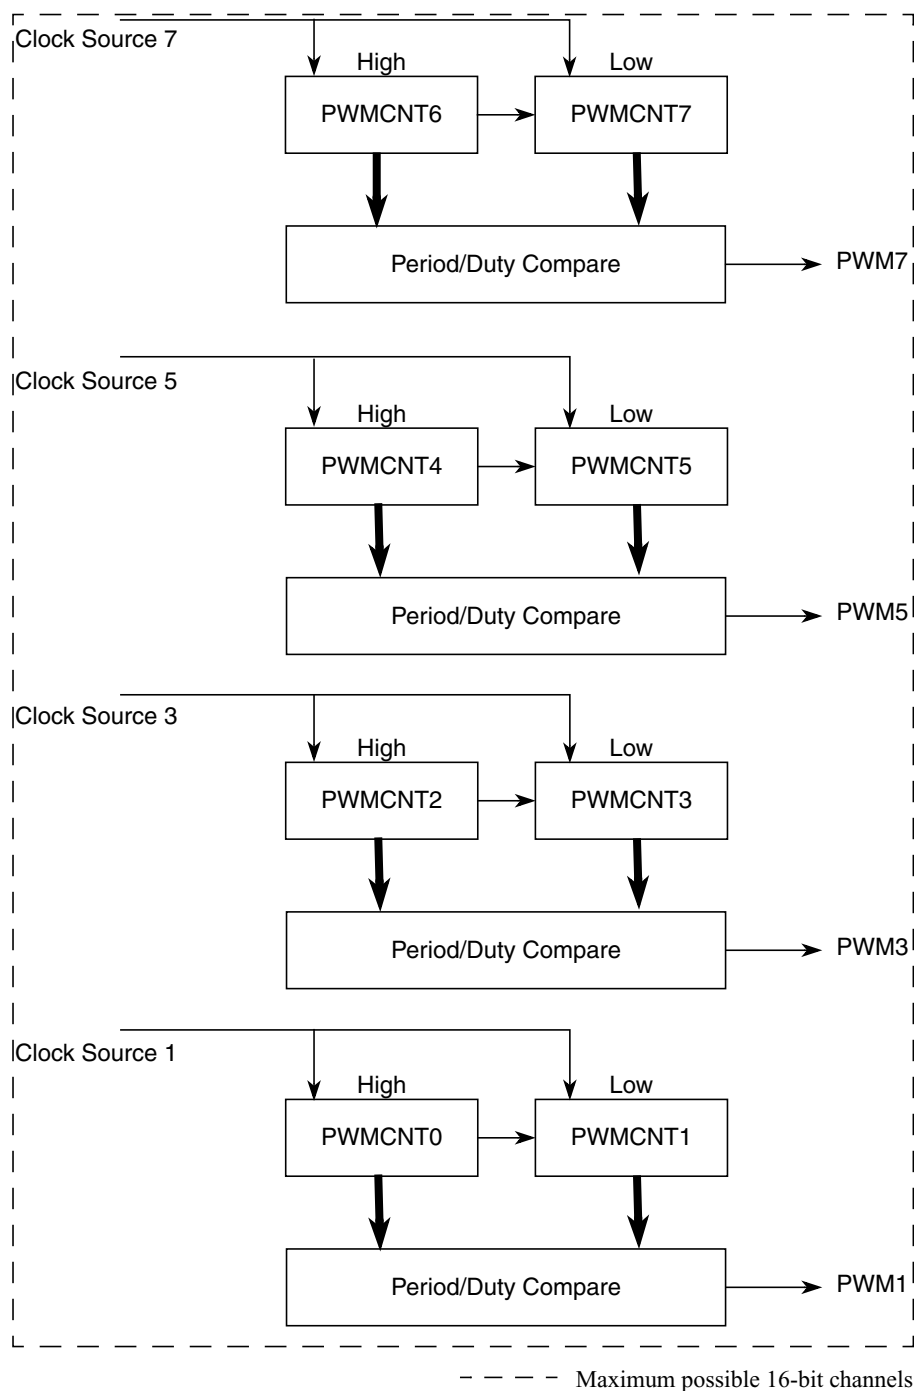 Clock Source 7
High Low
PWMCNT6 PWMCNT7
Period/Duty Compare PWM7
Clock Source 5
High Low
PWMCNT4 PWMCNT5
Period/Duty Compare PWM5
Clock Source 3
High Low
PWMCNT2 PWMCNT3
Period/Duty Compare PWM3
Clock Source 1
High Low
PWMCNT0 PWMCNT1
Period/Duty Compare PWM1
Maximum possible 16-bit channels